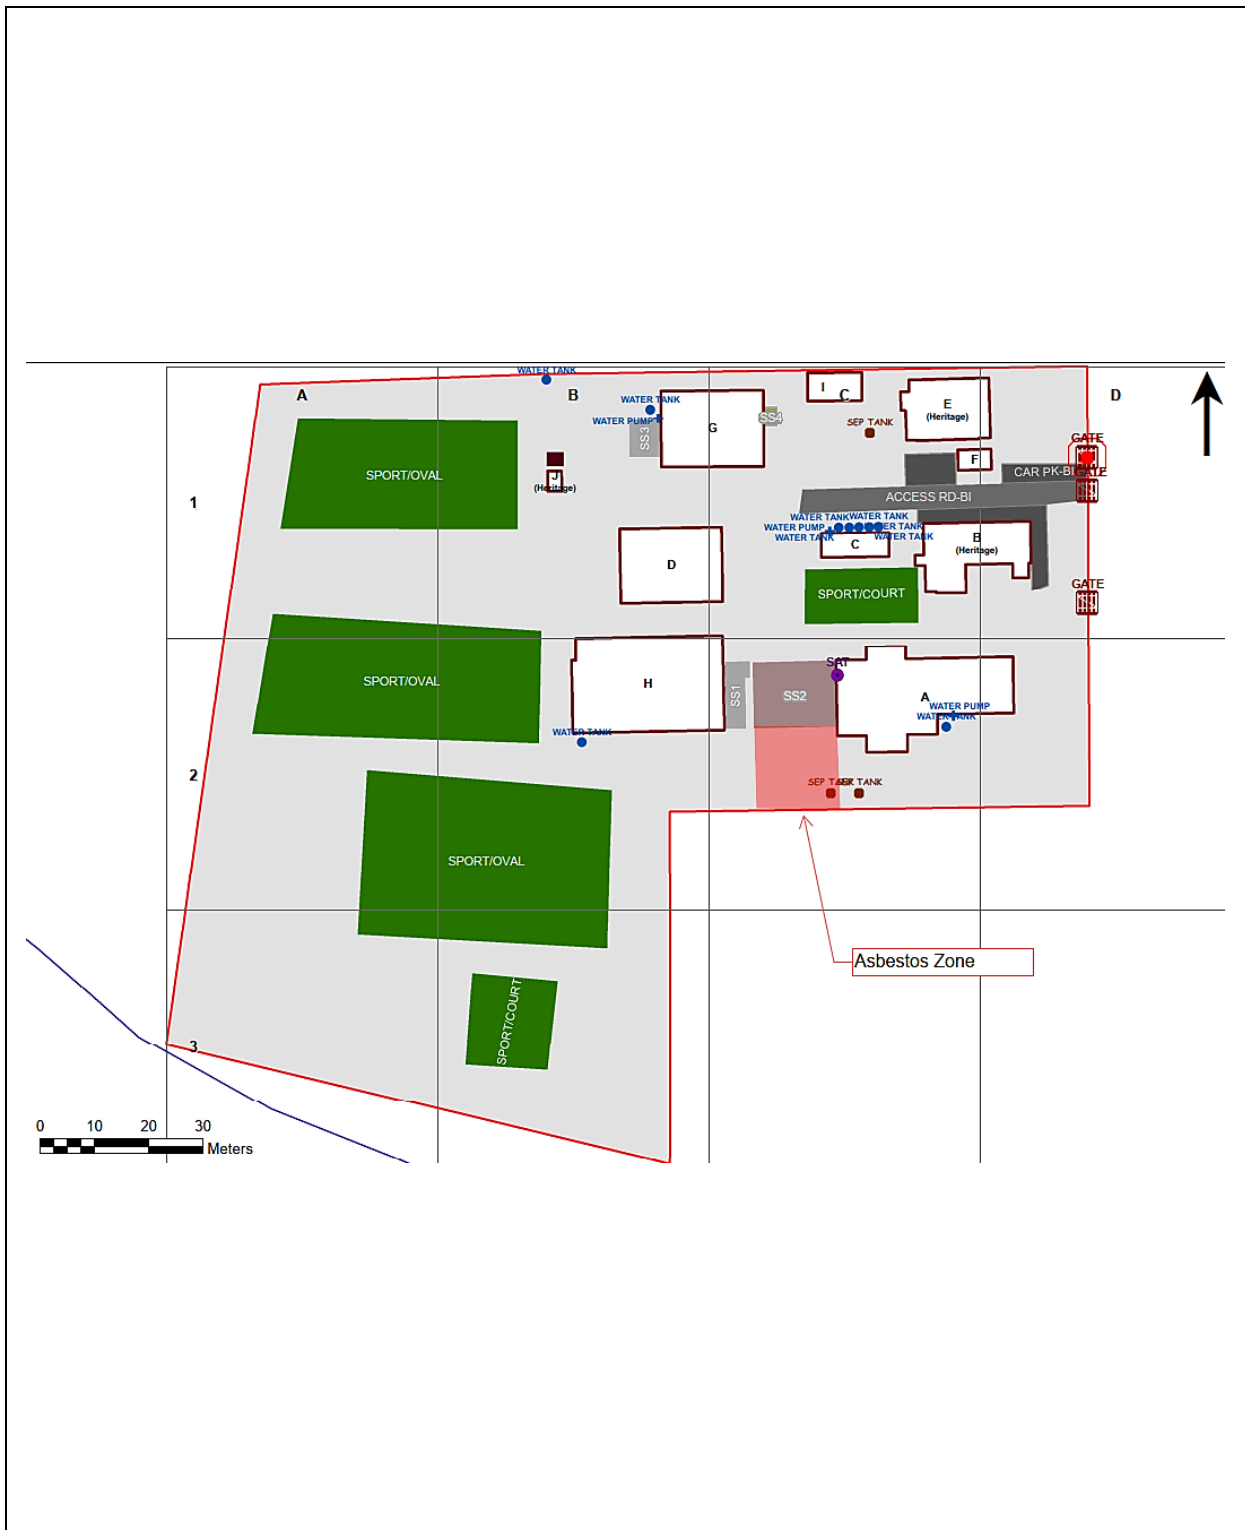 WATER TANK
A
B
I
C
D
WATER TANK
WATER PUMP
SS3
G
SS4
SEP TANK
E
(Heritage)
GATE
F
SPORT/OVAL
J
(Heritage)
CAR PK-BI
GATE
1
ACCESS RD-BI
WATER TANK
WATER TANK
WATER PUMP
WATER TANK
WATER TANK
C
B
(Heritage)
D
SPORT/COURT
GATE
SPORT/OVAL
H
SS1
SS2
SAT
A
WATER PUMP
WATER TANK
WATER TANK
2
SEP TANK
SEP TANK
SPORT/OVAL
Asbestos Zone
SPORT/COURT
3
0 10 20 30
Meters